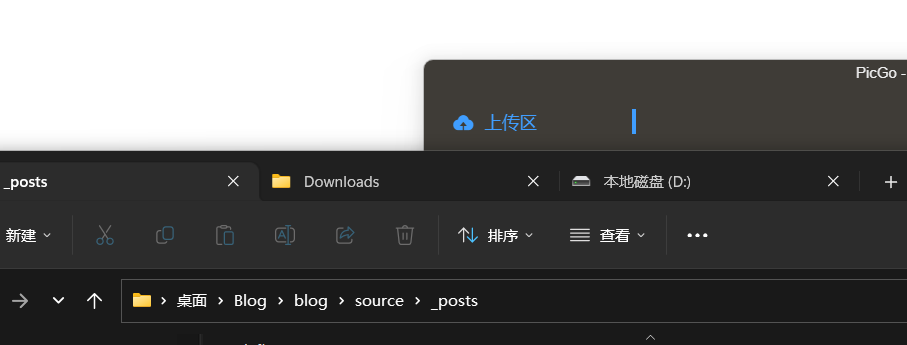 PicGo -
上传区
_posts
Downloads
本地磁盘 (D:)
新建
排序
查看
桌面 Blog blog source _posts